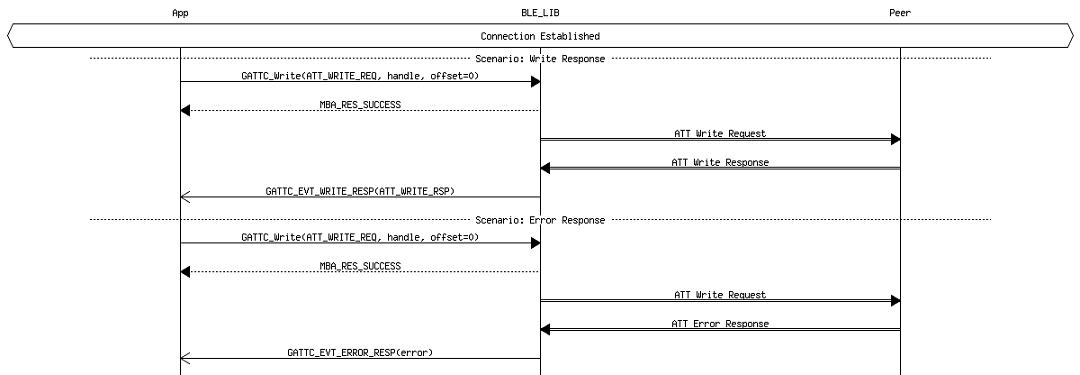 App BLE_LIB Peer
Connection Established
Scenario: Write Response
GATTC_Write(ATT_WRITE_REQ, handle, offset=0)
MBA_RES_SUCCESS
ATT Write Request
ATT Write Response
GATTC_EVT_WRITE_RESP(ATT_WRITE_RSP)
Scenario: Error Response
GATTC_Write(ATT_WRITE_REQ, handle, offset=0)
MBA_RES_SUCCESS
ATT Write Request
ATT Error Response
GATTC_EVT_ERROR_RESP(error)